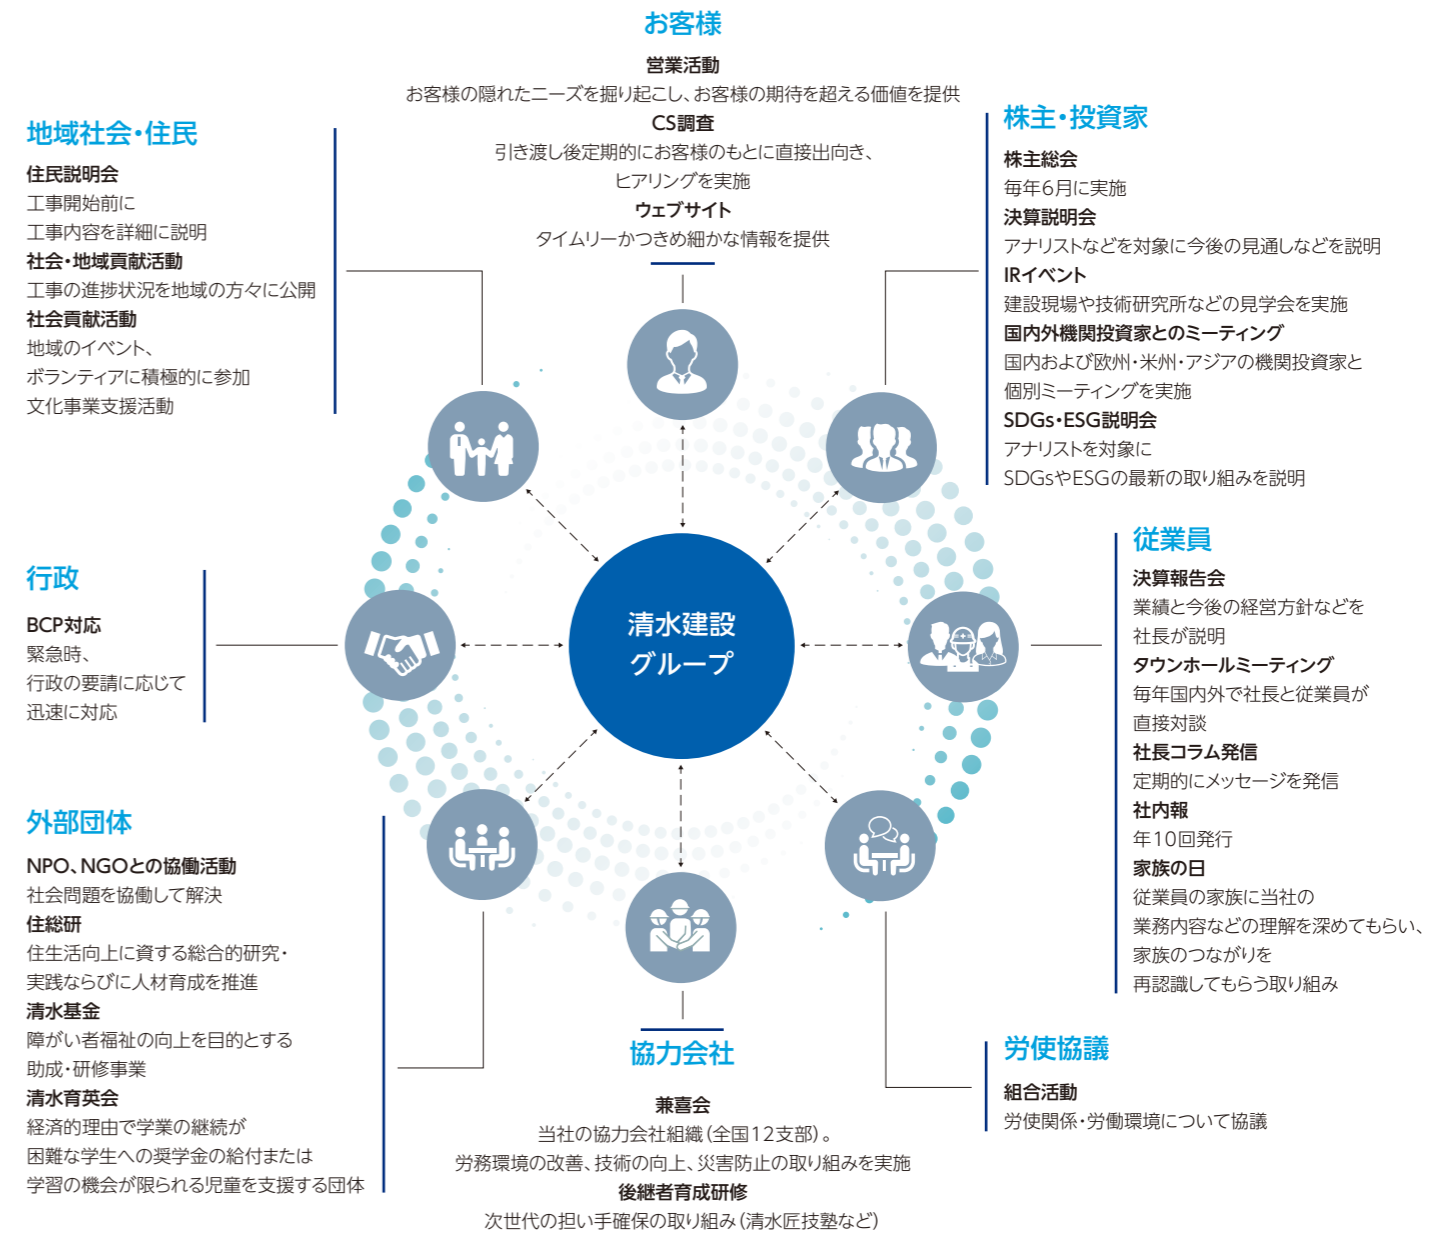 お客様
営業活動
お客様の隠れたニーズを掘り起こし、お客様の期待を超える価値を提供
CS調査
引き渡し後定期的にお客様のもとに直接出向き、
ヒアリングを実施
ウェブサイト
タイムリーかつきめ細かな情報を提供
地域社会・住民
住民説明会
工事開始前に
工事内容を詳細に説明
社会・地域貢献活動
工事の進捗状況を地域の方々に公開
社会貢献活動
地域のイベント、
ボランティアに積極的に参加
文化事業支援活動
株主・投資家
株主総会
毎年6月に実施
決算説明会
アナリストなどを対象に今後の見通しなどを説明
IRイベント
建設現場や技術研究所などの見学会を実施
国内外機関投資家とのミーティング
国内および欧州・米州・アジアの機関投資家と
個別ミーティングを実施
SDGs・ESG説明会
アナリストを対象に
SDGsやESGの最新の取り組みを説明
行政
BCP対応
緊急時、
行政の要請に応じて
迅速に対応
清水建設
グループ
従業員
決算報告会
業績と今後の経営方針などを
社長が説明
タウンホールミーティング
毎年国内外で社長と従業員が
直接対談
社長コラム発信
定期的にメッセージを発信
社内報
年10回発行
家族の日
従業員の家族に当社の
業務内容などの理解を深めてもらい、
家族のつながりを
再認識してもらう取り組み
外部団体
NPO、NGOとの協働活動
社会問題を協働して解決
住総研
住生活向上に資する総合的研究・
実践ならびに人材育成を推進
清水基金
障がい者福祉の向上を目的とする
助成・研修事業
清水育英会
経済的理由で学業の継続が
困難な学生への奨学金の給付または
学習の機会が限られる児童を支援する団体
協力会社
兼喜会
当社の協力会社組織(全国12支部)。
労務環境の改善、技術の向上、災害防止の取り組みを実施
後継者育成研修
次世代の担い手確保の取り組み(清水匠技塾など)
労使協議
組合活動
労使関係・労働環境について協議